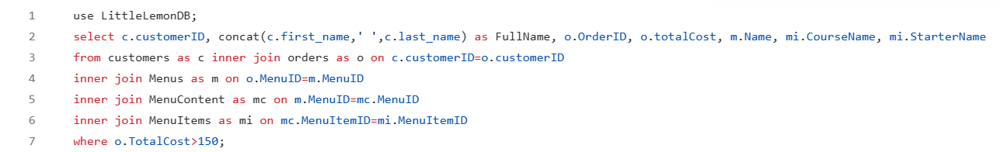 1 use LittleLemonDB;
2 select c.customerID, concat(c.first_name,' ',c.last_name) as FullName, o.OrderID, o.totalCost, m.Name, mi.CourseName, mi.StarterName
3 from customers as c inner join orders as o on c.customerID=o.customerID
4 inner join Menus as m on o.MenuID=m.MenuID
5 inner join MenuContent as mc on m.MenuID=mc.MenuID
6 inner join MenuItems as mi on mc.MenuItemID=mi.MenuItemID
7 where o.TotalCost>150;